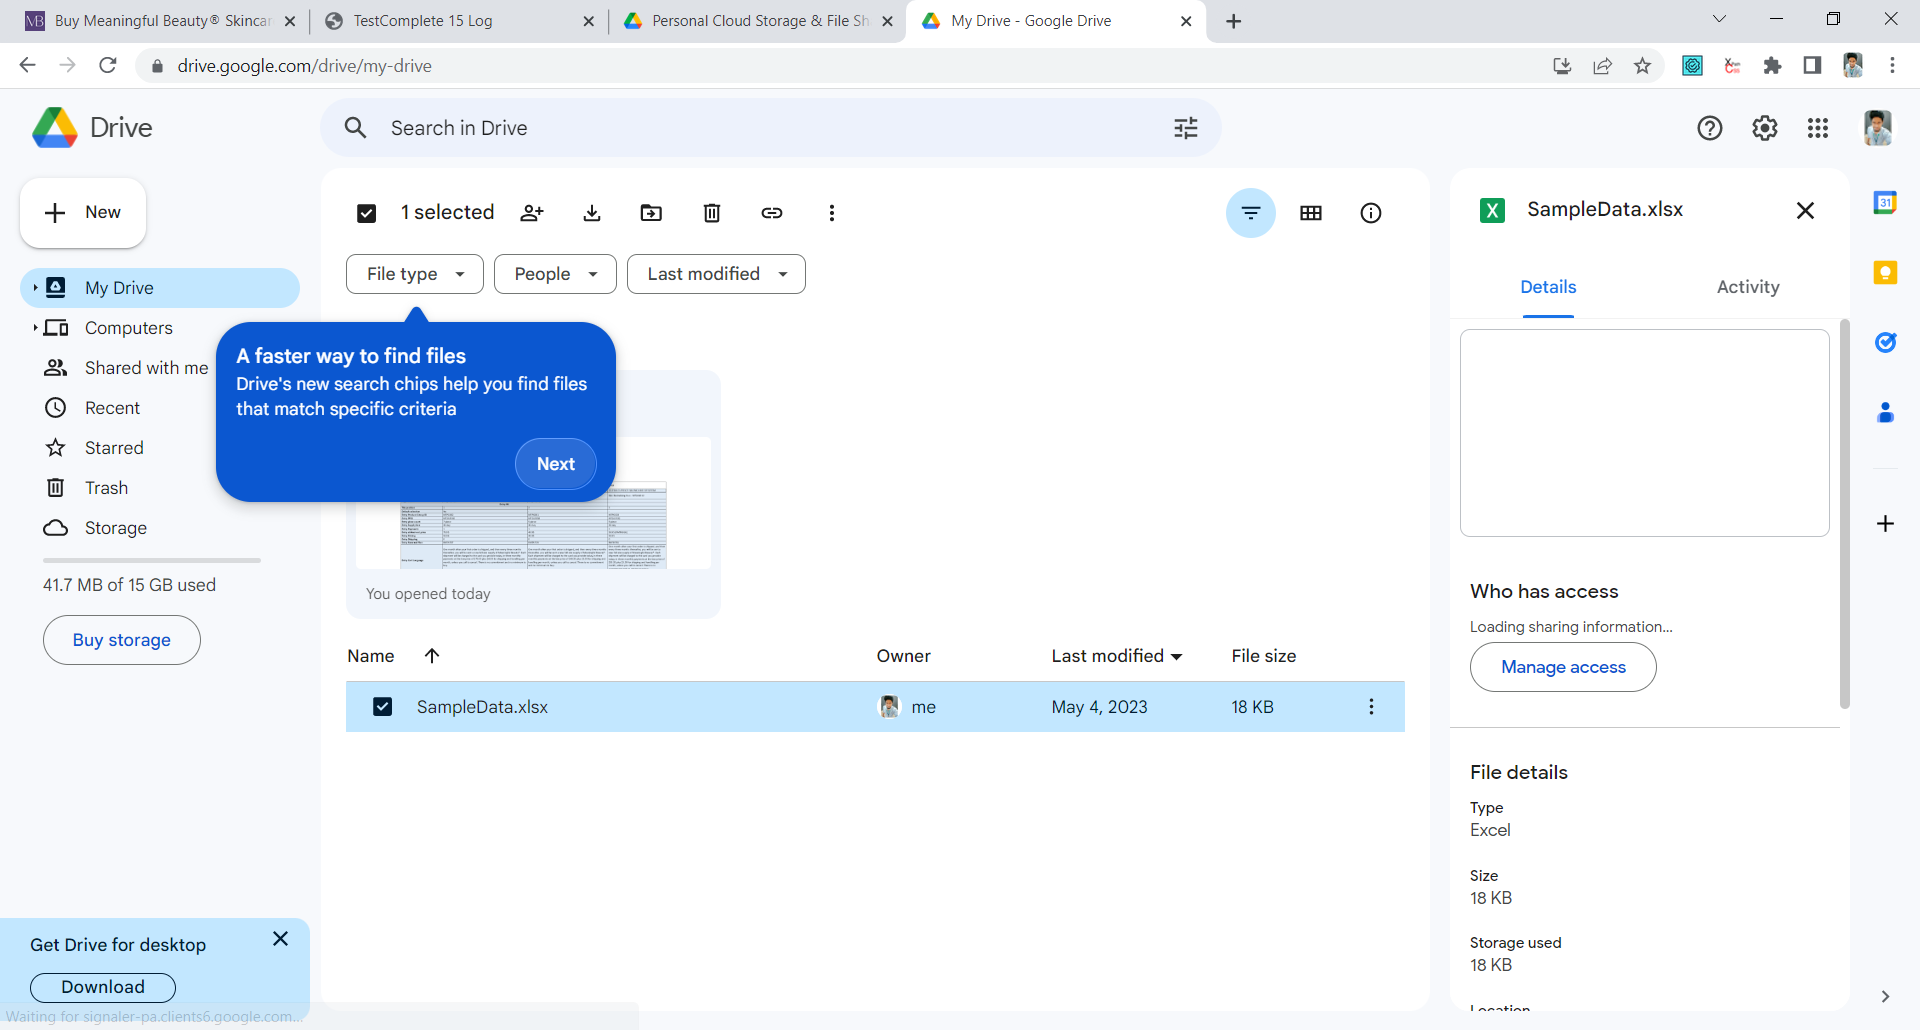 Buy Meaningful Beauty® Skincar
TestComplete 15 Log
Personal Cloud Storage & File Sh
My Drive - Google Drive
drive.google.com/drive/my-drive
Drive
Search in Drive
New
1 selected
SampleData.xlsx
File type
People
Last modified
Details
Activity
My Drive
Computers
Shared with me
Recent
Starred
Trash
Storage
41.7 MB of 15 GB used
Buy storage
A faster way to find files
Drive's new search chips help you find files
that match specific criteria
Next
You opened today
Name
Owner
Last modified
File size
SampleData.xlsx
me
May 4, 2023
18 KB
Who has access
Loading sharing information...
Manage access
File details
Type
Excel
Size
18 KB
Storage used
18 KB
Location
Get Drive for desktop
Download
Waiting for signaler-pa.clients6.google.com...
31